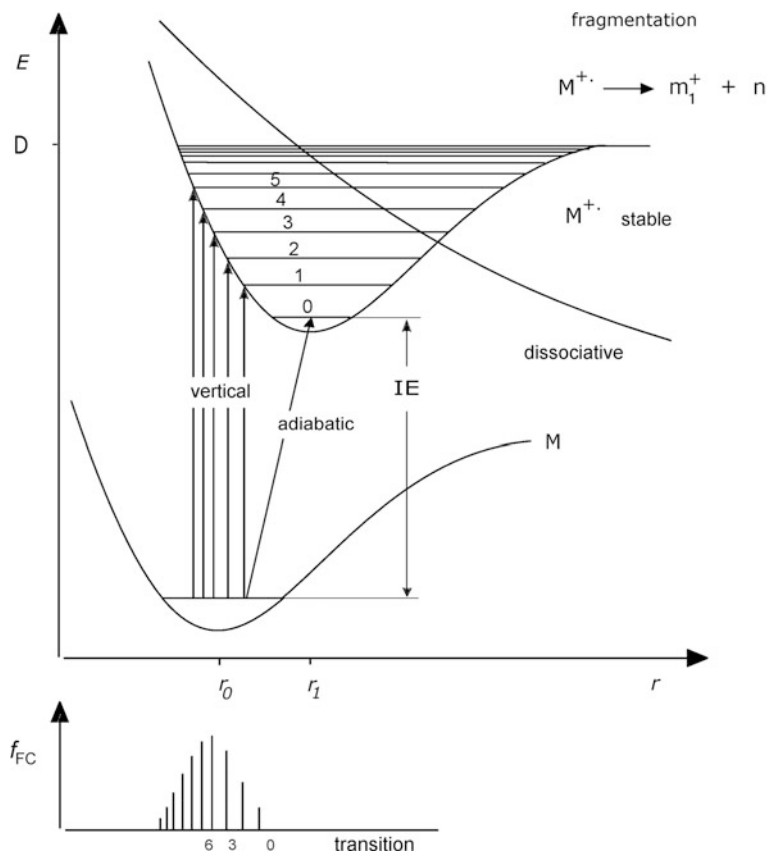 fragmentation
E
M+· ⟶ m₁⁺ + n
D
5
4
M+· stable
3
2
1
0
dissociative
vertical
IE
adiabatic
M
r₀ r₁ r
f_FC
6 3 0 transition